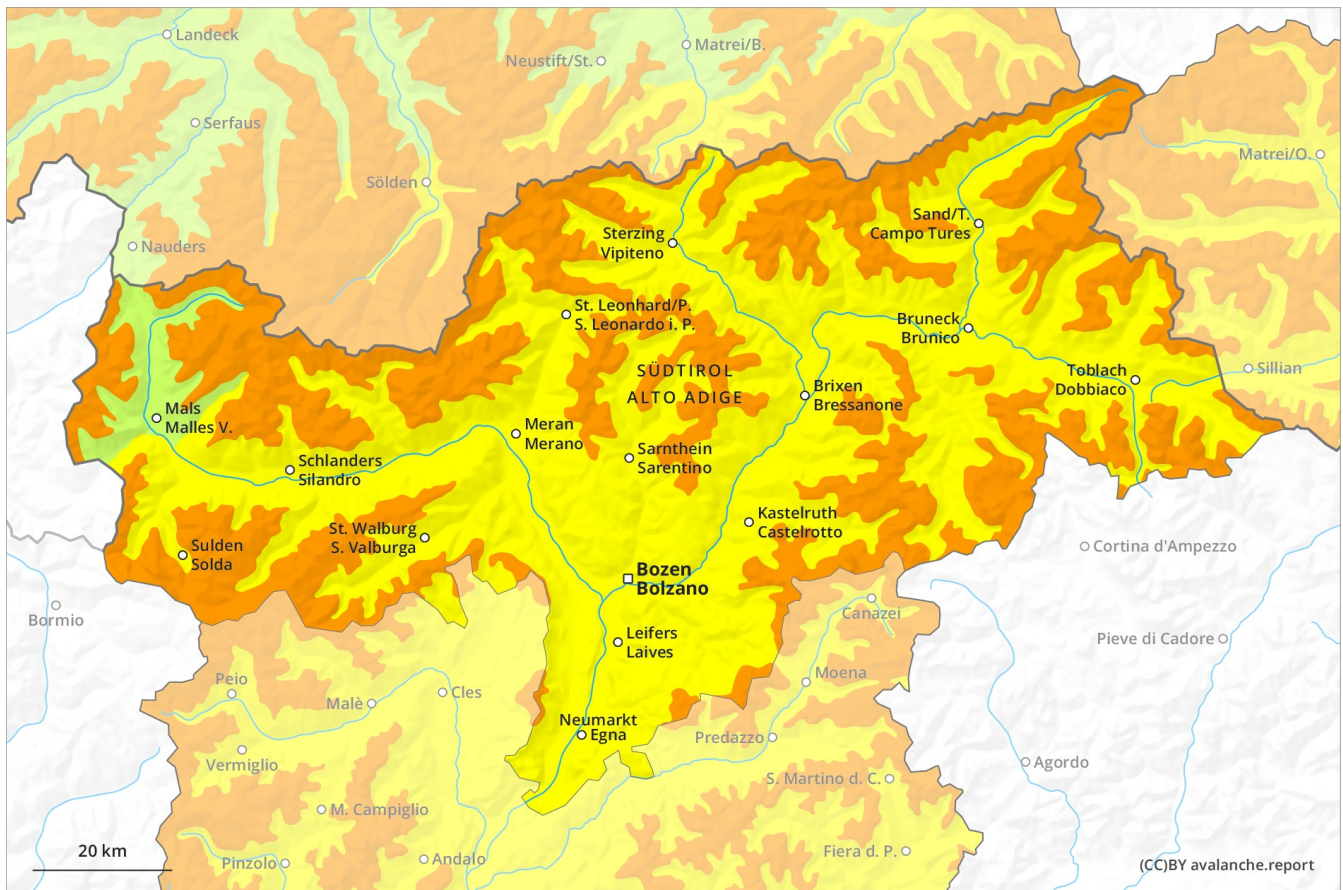 Landeck
Matrei/B.
Neustift/St.
Serfaus
Matrei/O.
Sölden
Sand/T.
Campo Tures
Sterzing
Vipiteno
Nauders
St. Leonhard/P.
S. Leonardo i. P.
Bruneck
Brunico
SÜDTIROL
ALTO ADIGE
Toblach
Dobbiaco
Sillian
Brixen
Bressanone
Mals
Malles V.
Meran
Merano
Schlanders
Silandro
Sarnthein
Sarentino
Kastelruth
Castelrotto
St. Walburg
S. Valburga
Sulden
Solda
Cortina d'Ampezzo
Bozen
Bolzano
Bormio
Canazei
Leifers
Laives
Pieve di Cadore
Peio
Moena
Malè
Cles
Neumarkt
Egna
Predazzo
Vermiglio
Agordo
S. Martino d. C.
M. Campiglio
20 km
Pinzolo
Andalo
Fiera d. P.
(CC)BY avalanche.report